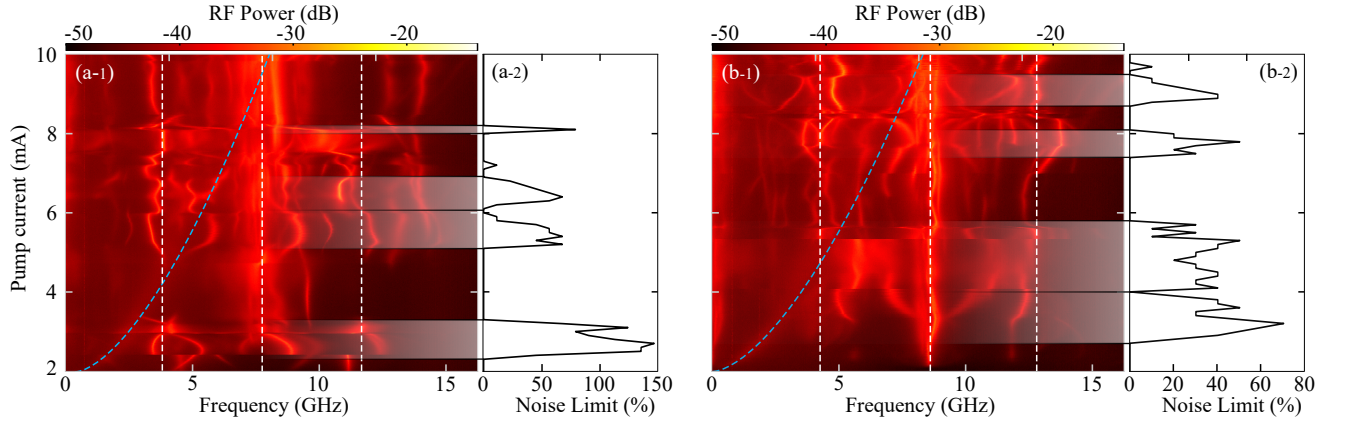 RF Power (dB) RF Power (dB)
-50 -40 -30 -20 -50 -40 -30 -20
10 (a-1) (a-2) (b-1) (b-2)
8
6
4
2
Pump current (mA)
0 5 10 15 0 50 100 150 0 5 10 15 0 20 40 60 80
Frequency (GHz) Noise Limit (%) Frequency (GHz) Noise Limit (%)